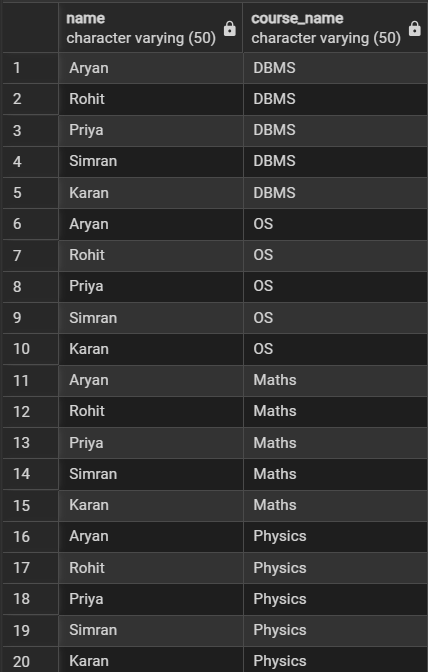 name course_name
character varying (50) character varying (50)
1 Aryan DBMS
2 Rohit DBMS
3 Priya DBMS
4 Simran DBMS
5 Karan DBMS
6 Aryan OS
7 Rohit OS
8 Priya OS
9 Simran OS
10 Karan OS
11 Aryan Maths
12 Rohit Maths
13 Priya Maths
14 Simran Maths
15 Karan Maths
16 Aryan Physics
17 Rohit Physics
18 Priya Physics
19 Simran Physics
20 Karan Physics